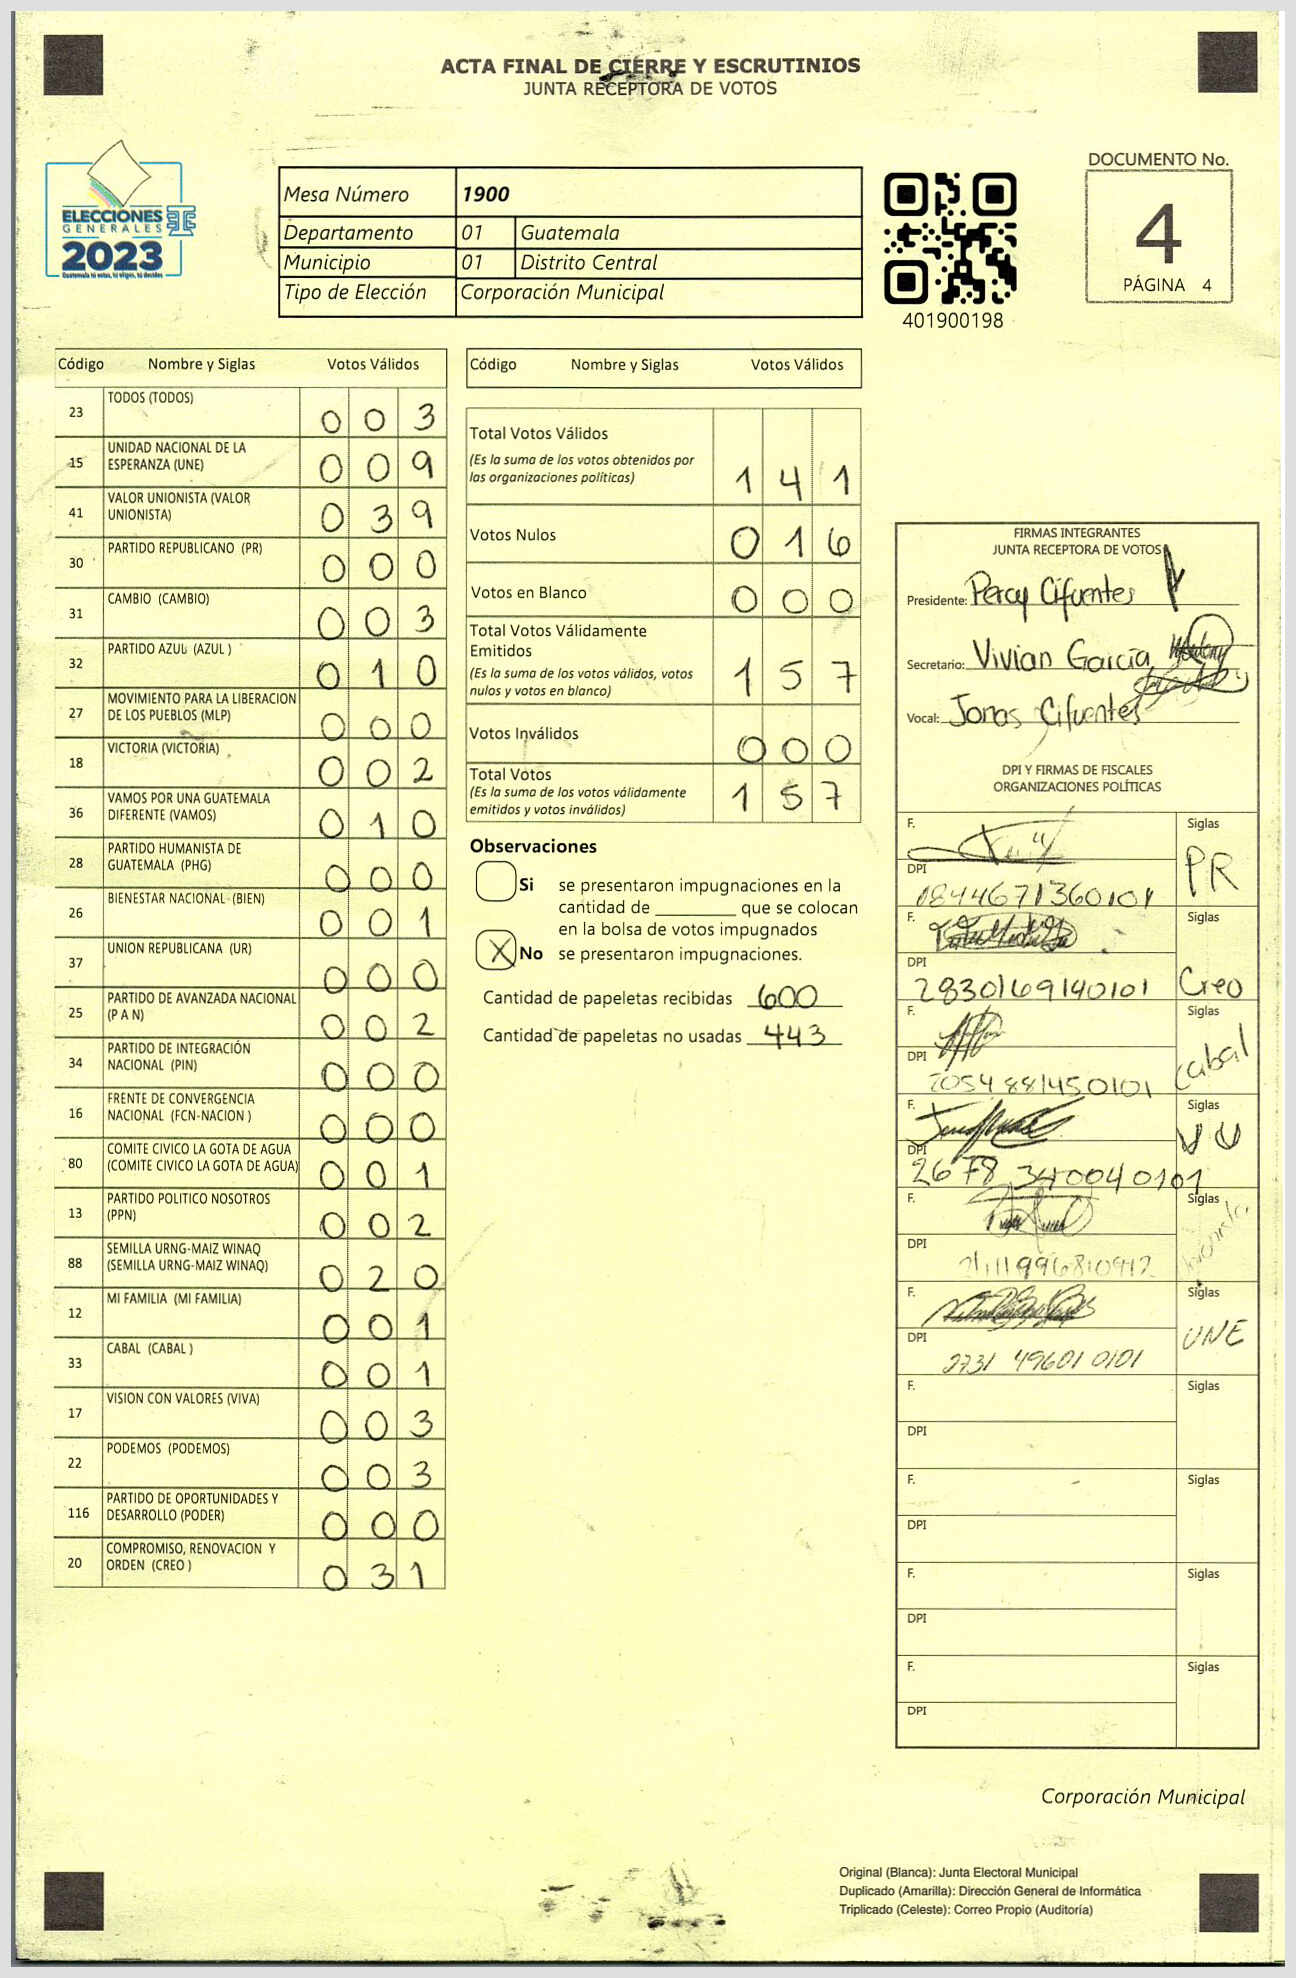 ACTA FINAL DE CIERRE Y ESCRUTINIOS
JUNTA RECEPTORA DE VOTOS
ELECCIONES
GENERALES
2023
Guatemala tú votas, tú eliges, tú decides
Mesa Número 1900
Departamento 01 Guatemala
Municipio 01 Distrito Central
Tipo de Elección Corporación Municipal
401900198
DOCUMENTO No.
4
PÁGINA 4
Código Nombre y Siglas Votos Válidos
23 TODOS (TODOS) 0 0 3
15 UNIDAD NACIONAL DE LA
ESPERANZA (UNE) 0 0 9
41 VALOR UNIONISTA (VALOR
UNIONISTA) 0 3 9
30 PARTIDO REPUBLICANO (PR) 0 0 0
31 CAMBIO (CAMBIO) 0 0 3
32 PARTIDO AZUL (AZUL ) 0 1 0
27 MOVIMIENTO PARA LA LIBERACION
DE LOS PUEBLOS (MLP) 0 0 0
18 VICTORIA (VICTORIA) 0 0 2
36 VAMOS POR UNA GUATEMALA
DIFERENTE (VAMOS) 0 1 0
28 PARTIDO HUMANISTA DE
GUATEMALA (PHG) 0 0 0
26 BIENESTAR NACIONAL (BIEN) 0 0 1
37 UNION REPUBLICANA (UR) 0 0 0
25 PARTIDO DE AVANZADA NACIONAL
(P A N) 0 0 2
34 PARTIDO DE INTEGRACIÓN
NACIONAL (PIN) 0 0 0
16 FRENTE DE CONVERGENCIA
NACIONAL (FCN-NACION ) 0 0 0
80 COMITE CIVICO LA GOTA DE AGUA
(COMITE CIVICO LA GOTA DE AGUA) 0 0 1
13 PARTIDO POLITICO NOSOTROS
(PPN) 0 0 2
88 SEMILLA URNG-MAIZ WINAQ
(SEMILLA URNG-MAIZ WINAQ) 0 2 0
12 MI FAMILIA (MI FAMILIA) 0 0 1
33 CABAL (CABAL ) 0 0 1
17 VISION CON VALORES (VIVA) 0 0 3
22 PODEMOS (PODEMOS) 0 0 3
116 PARTIDO DE OPORTUNIDADES Y
DESARROLLO (PODER) 0 0 0
20 COMPROMISO, RENOVACION Y
ORDEN (CREO ) 0 3 1
Código Nombre y Siglas Votos Válidos
Total Votos Válidos
(Es la suma de los votos obtenidos por
las organizaciones políticas) 1 4 1
Votos Nulos 0 1 6
Votos en Blanco 0 0 0
Total Votos Válidamente
Emitidos
(Es la suma de los votos válidos, votos
nulos y votos en blanco) 1 5 7
Votos Inválidos 0 0 0
Total Votos
(Es la suma de los votos válidamente
emitidos y votos inválidos) 1 5 7
Observaciones
Si se presentaron impugnaciones en la
cantidad de ________ que se colocan
en la bolsa de votos impugnados
X No se presentaron impugnaciones.
Cantidad de papeletas recibidas 600
Cantidad de papeletas no usadas 443
FIRMAS INTEGRANTES
JUNTA RECEPTORA DE VOTOS
Presidente: Percy Cifuentes
Secretario: Vivian García
Vocal: Jonas Cifuentes
DPI Y FIRMAS DE FISCALES
ORGANIZACIONES POLÍTICAS
F. Siglas
PR
DPI
F. Siglas
DPI
2830169140101 Creo
F. Siglas
DPI Cabal
F. Siglas
DPI
2678 340040101
F. Siglas
DPI
F. Siglas
UNE
DPI
2731 49601 0101
F. Siglas
DPI
F. Siglas
DPI
F. Siglas
DPI
F. Siglas
DPI
Corporación Municipal
Original (Blanca): Junta Electoral Municipal
Duplicado (Amarilla): Dirección General de Informática
Triplicado (Celeste): Correo Propio (Auditoría)